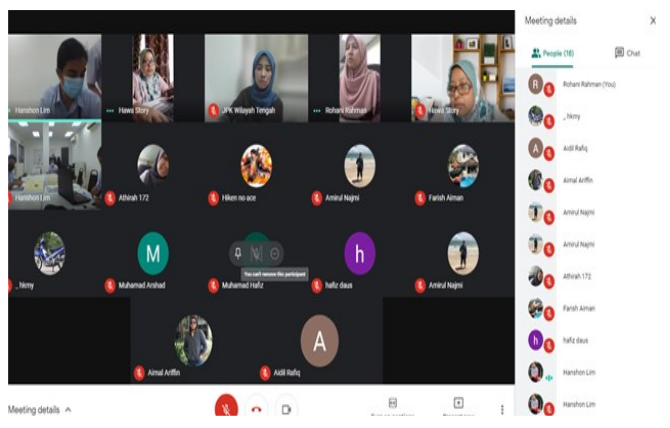 Meeting details
People (16)
Chat
Hanshon Lim
Hawa Story
JPK Wilayah Tengah
Rohani Rahman
Hawa Story
Hanshon Lim
Athirah 172
Hiken no ace
Amirul Najmi
Farish Aiman
_ hkmy
M
Muhamad Arshad
Muhamad Hafiz
You can't remove this participant
h
hafiz daus
Amirul Najmi
Aimal Ariffin
A
Aidil Rafiq
R
Rohani Rahman (You)
_ hkmy
A
Aidil Rafiq
Aimal Ariffin
Amirul Najmi
Amirul Najmi
Athirah 172
Farish Aiman
h
hafiz daus
Hanshon Lim
Hanshon Lim
Meeting details